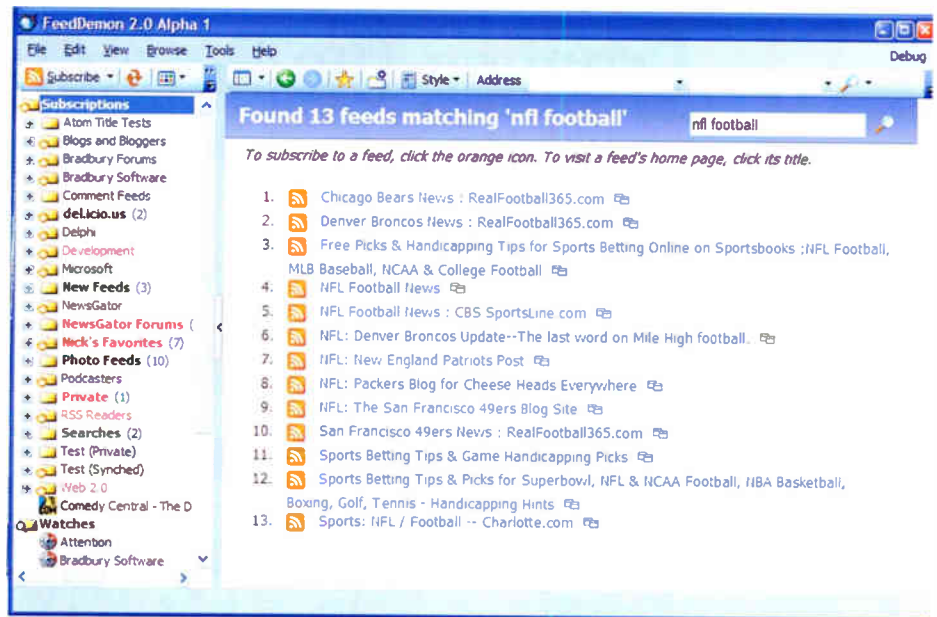 FeedDemon 2.0 Alpha 1
File Edit View Browse Tools Help
Debug
Subscribe Style Address
Subscriptions
Atom Title Tests
Blogs and Bloggers
Bradbury Forums
Bradbury Software
Comment Feeds
del.icio.us (2)
Delphi
Development
Microsoft
New Feeds (3)
NewsGator
NewsGator Forums (
Nick's Favorites (7)
Photo Feeds (10)
Podcasters
Private (1)
RSS Readers
Searches (2)
Test (Private)
Test (Synched)
Web 2.0
Comedy Central - The D
Watches
Attention
Bradbury Software
Found 13 feeds matching 'nfl football'
nfl football
To subscribe to a feed, click the orange icon. To visit a feed's home page, click its title.
1. Chicago Bears News : RealFootball365.com
2. Denver Broncos News : RealFootball365.com
3. Free Picks & Handicapping Tips for Sports Betting Online on Sportsbooks ;NFL Football,
MLB Baseball, NCAA & College Football
4. NFL Football News
5. NFL Football News : CBS SportsLine.com
6. NFL: Denver Broncos Update--The last word on Mile High football.
7. NFL: New England Patriots Post
8. NFL: Packers Blog for Cheese Heads Everywhere
9. NFL: The San Francisco 49ers Blog Site
10. San Francisco 49ers News : RealFootball365.com
11. Sports Betting Tips & Game Handicapping Picks
12. Sports Betting Tips & Picks for Superbowl, NFL & NCAA Football, NBA Basketball,
Boxing, Golf, Tennis - Handicapping Hints
13. Sports: NFL / Football -- Charlotte.com